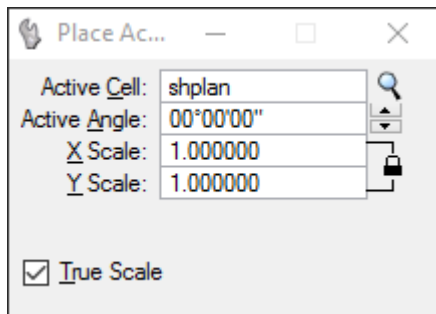 Place Ac...
Active Cell: shplan
Active Angle: 00°00'00"
X Scale: 1.000000
Y Scale: 1.000000
True Scale